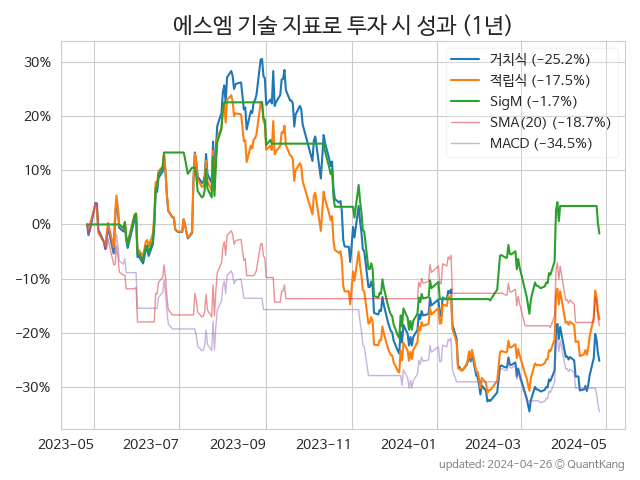 에스엠 기술 지표로 투자 시 성과 (1년)
거치식 (−25.2%)
적립식 (−17.5%)
SigM (−1.7%)
SMA(20) (−18.7%)
MACD (−34.5%)
30%
20%
10%
0%
−10%
−20%
−30%
2023-05 2023-07 2023-09 2023-11 2024-01 2024-03 2024-05
updated: 2024-04-26 © QuantKang